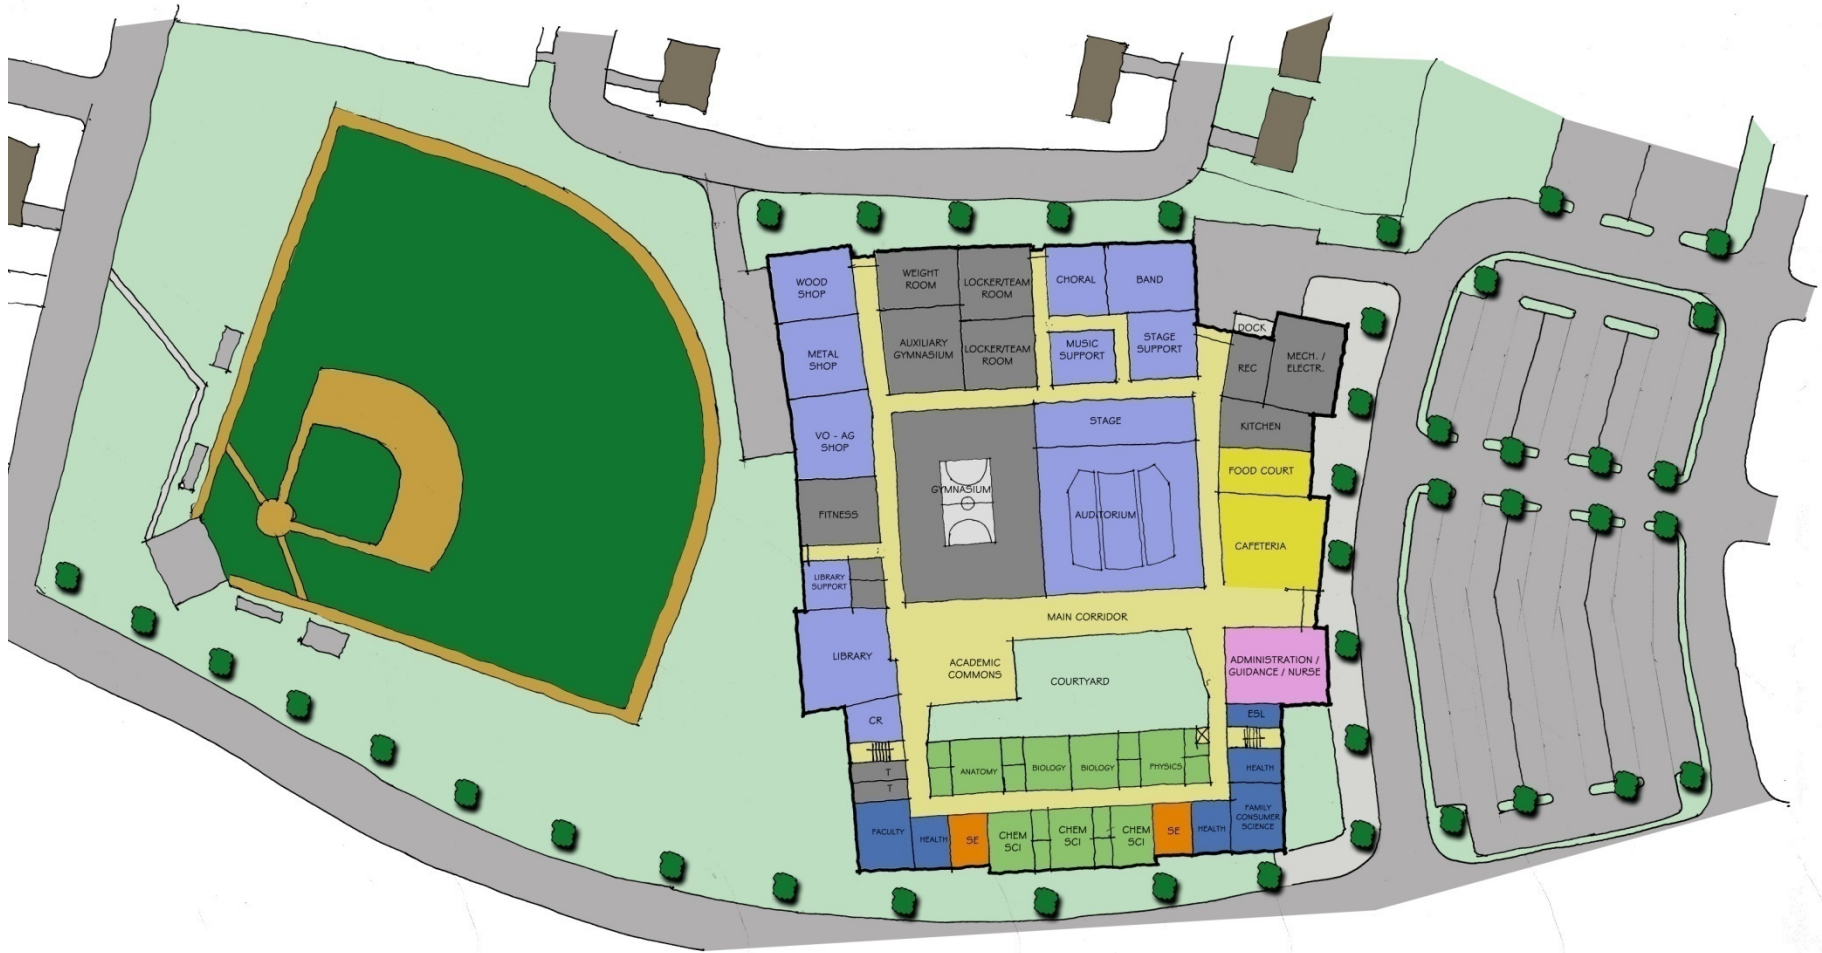 WOOD
SHOP
WEIGHT
ROOM
LOCKER/TEAM
ROOM
CHORAL
BAND
METAL
SHOP
AUXILIARY
GYMNASIUM
LOCKER/TEAM
ROOM
MUSIC
SUPPORT
STAGE
SUPPORT
DOCK
REC
MECH. /
ELECTR.
VO - AG
SHOP
STAGE
KITCHEN
FOOD COURT
GYMNASIUM
FITNESS
AUDITORIUM
CAFETERIA
LIBRARY
SUPPORT
MAIN CORRIDOR
LIBRARY
ACADEMIC
COMMONS
COURTYARD
ADMINISTRATION /
GUIDANCE / NURSE
CR
ESL
T
T
ANATOMY
BIOLOGY
BIOLOGY
PHYSICS
HEALTH
FAMILY
CONSUMER
SCIENCE
FACULTY
HEALTH
SE
CHEM
SCI
CHEM
SCI
CHEM
SCI
SE
HEALTH